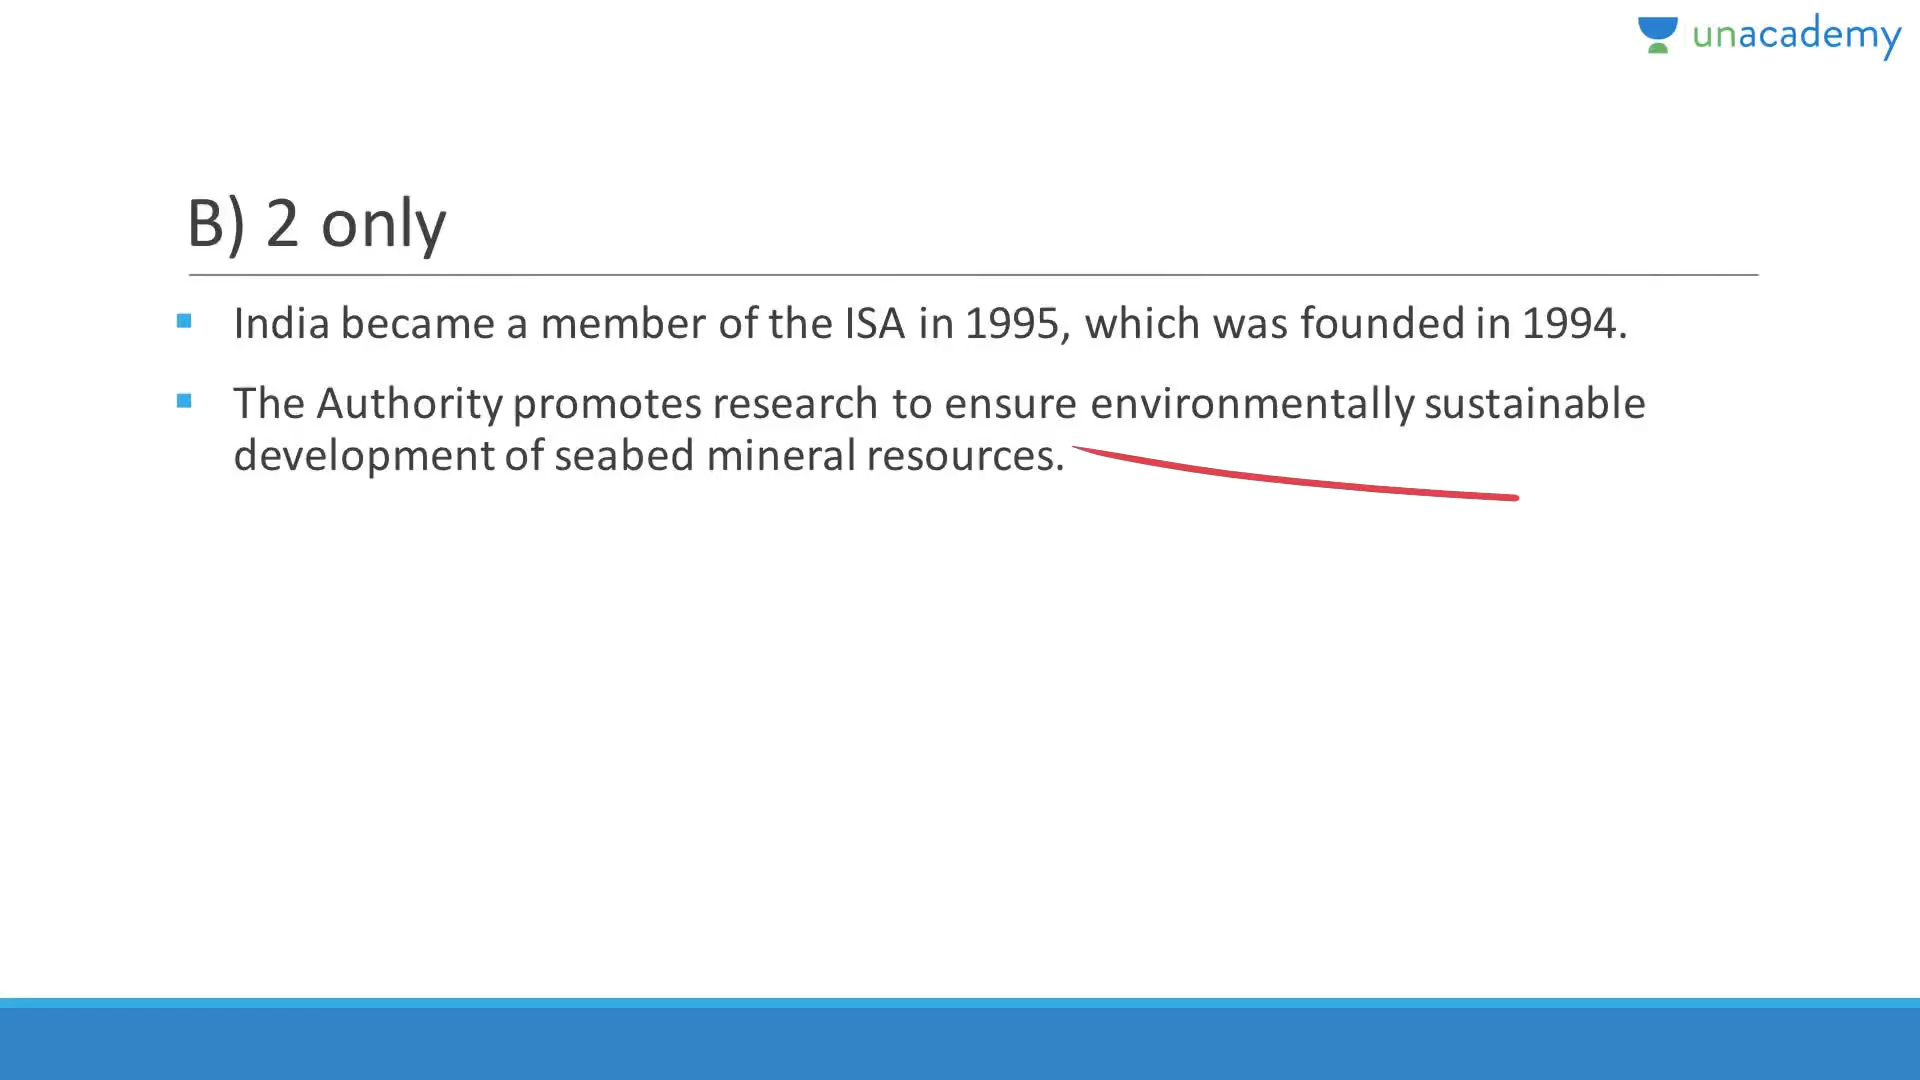 unacademy
B) 2 only
India became a member of the ISA in 1995, which was founded in 1994.
The Authority promotes research to ensure environmentally sustainable
development of seabed mineral resources.